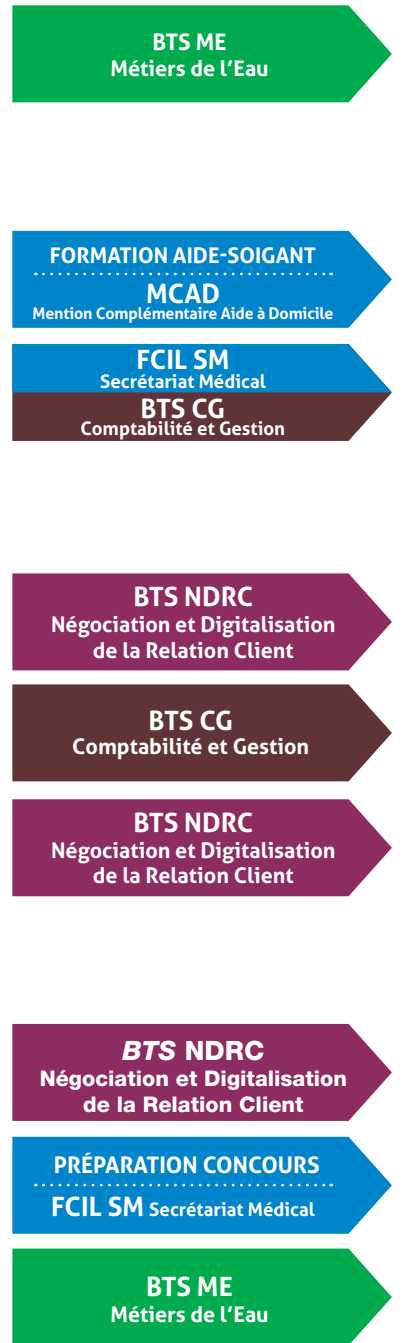 BTS ME
Métiers de l'Eau
FORMATION AIDE-SOIGANT
MCAD
Mention Complémentaire Aide à Domicile
FCIL SM
Secrétariat Médical
BTS CG
Comptabilité et Gestion
BTS NDRC
Négociation et Digitalisation
de la Relation Client
BTS CG
Comptabilité et Gestion
BTS NDRC
Négociation et Digitalisation
de la Relation Client
BTS NDRC
Négociation et Digitalisation
de la Relation Client
PRÉPARATION CONCOURS
FCIL SM Secrétariat Médical
BTS ME
Métiers de l'Eau